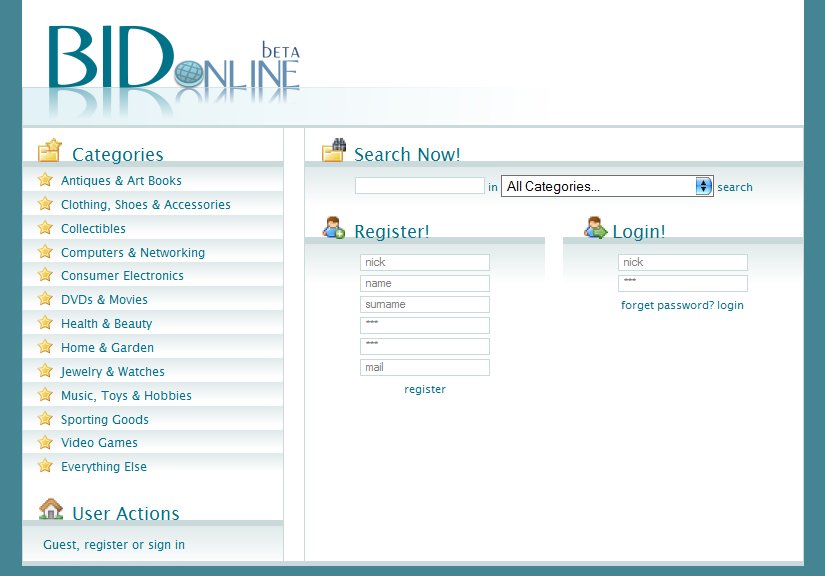 BID ONLINE beta
Categories
Antiques & Art Books
Clothing, Shoes & Accessories
Collectibles
Computers & Networking
Consumer Electronics
DVDs & Movies
Health & Beauty
Home & Garden
Jewelry & Watches
Music, Toys & Hobbies
Sporting Goods
Video Games
Everything Else
User Actions
Guest, register or sign in
Search Now!
in All Categories... search
Register!
nick
name
surname
***
***
mail
register
Login!
nick
***
forget password? login